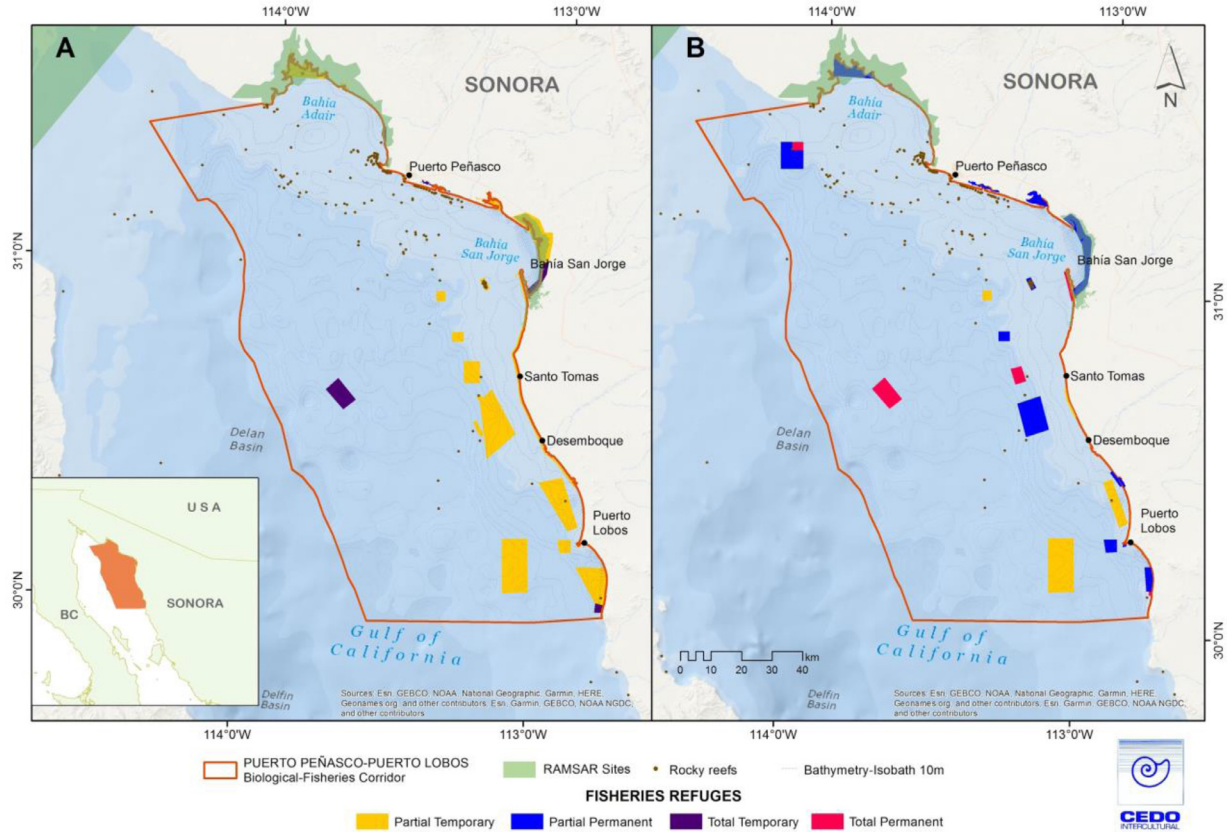 114°0'W
113°0'W
114°0'W
113°0'W
A
SONORA
Bahía
Adair
Puerto Peñasco
Bahía
San Jorge
Bahía San Jorge
31°0'N
Santo Tomas
Delan
Basin
Desemboque
Puerto
Lobos
30°0'N
Gulf of
California
Delfin
Basin
U S A
BC
SONORA
Sources: Esri, GEBCO, NOAA, National Geographic, Garmin, HERE,
Geonames.org, and other contributors, Esri, Garmin, GEBCO, NOAA NGDC,
and other contributors
B
SONORA
N
Bahía
Adair
Puerto Peñasco
Bahía
San Jorge
Bahía San Jorge
31°0'N
Santo Tomas
Delan
Basin
Desemboque
Puerto
Lobos
30°0'N
Gulf of
California
km
0 5 10 20 30 40
Delfin
Basin
Sources: Esri, GEBCO, NOAA, National Geographic, Garmin, HERE,
Geonames.org, and other contributors, Esri, Garmin, GEBCO, NOAA NGDC,
and other contributors
114°0'W
113°0'W
114°0'W
113°0'W
PUERTO PEÑASCO-PUERTO LOBOS
Biological-Fisheries Corridor
RAMSAR Sites
Rocky reefs
Bathymetry-Isobath 10m
FISHERIES REFUGES
Partial Temporary
Partial Permanent
Total Temporary
Total Permanent
CEDO
INTERCULTURAL